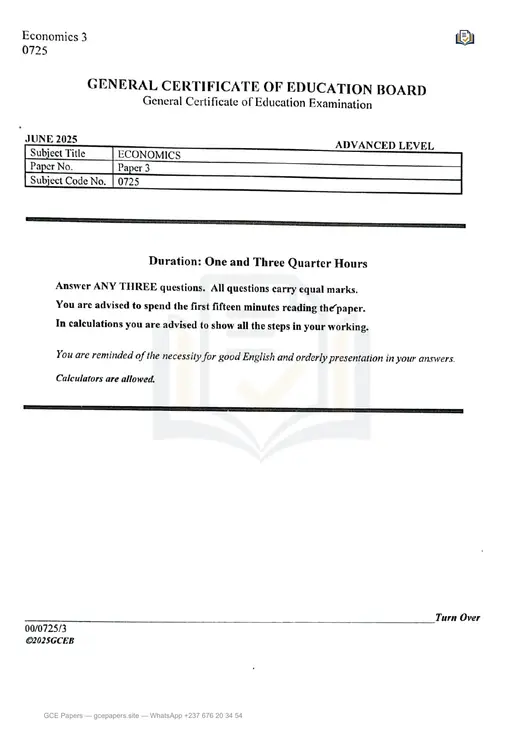 Economics 3
0725
GENERAL CERTIFICATE OF EDUCATION BOARD
General Certificate of Education Examination
JUNE 2025 ADVANCED LEVEL
Subject Title ECONOMICS
Paper No. Paper 3
Subject Code No. 0725
Duration: One and Three Quarter Hours
Answer ANY THREE questions. All questions carry equal marks.
You are advised to spend the first fifteen minutes reading the paper.
In calculations you are advised to show all the steps in your working.
You are reminded of the necessity for good English and orderly presentation in your answers.
Calculators are allowed.
Turn Over
00/0725/3
©2025GCEB
GCE Papers — gcepapers.site — WhatsApp +237 676 20 34 54